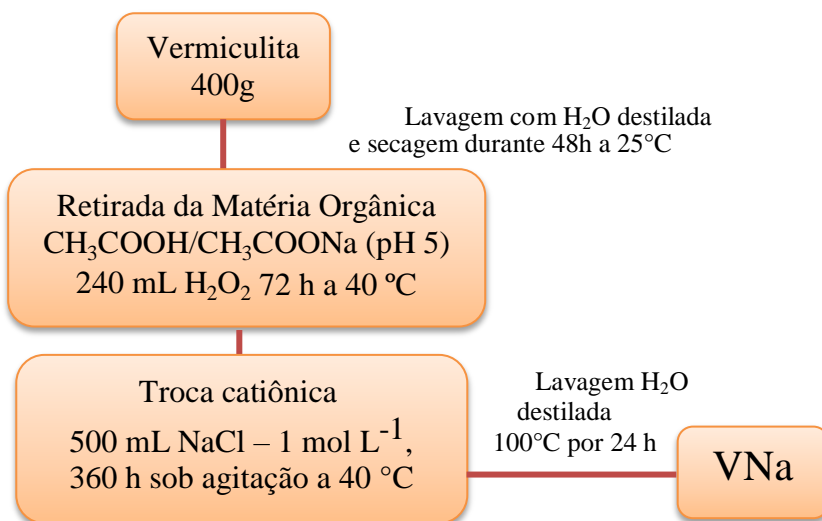 Vermiculita
400g
Lavagem com H₂O destilada
e secagem durante 48h a 25°C
Retirada da Matéria Orgânica
CH₃COOH/CH₃COONa (pH 5)
240 mL H₂O₂ 72 h a 40 ºC
Troca catiônica
500 mL NaCl – 1 mol L⁻¹,
360 h sob agitação a 40 °C
Lavagem H₂O
destilada
100°C por 24 h
VNa